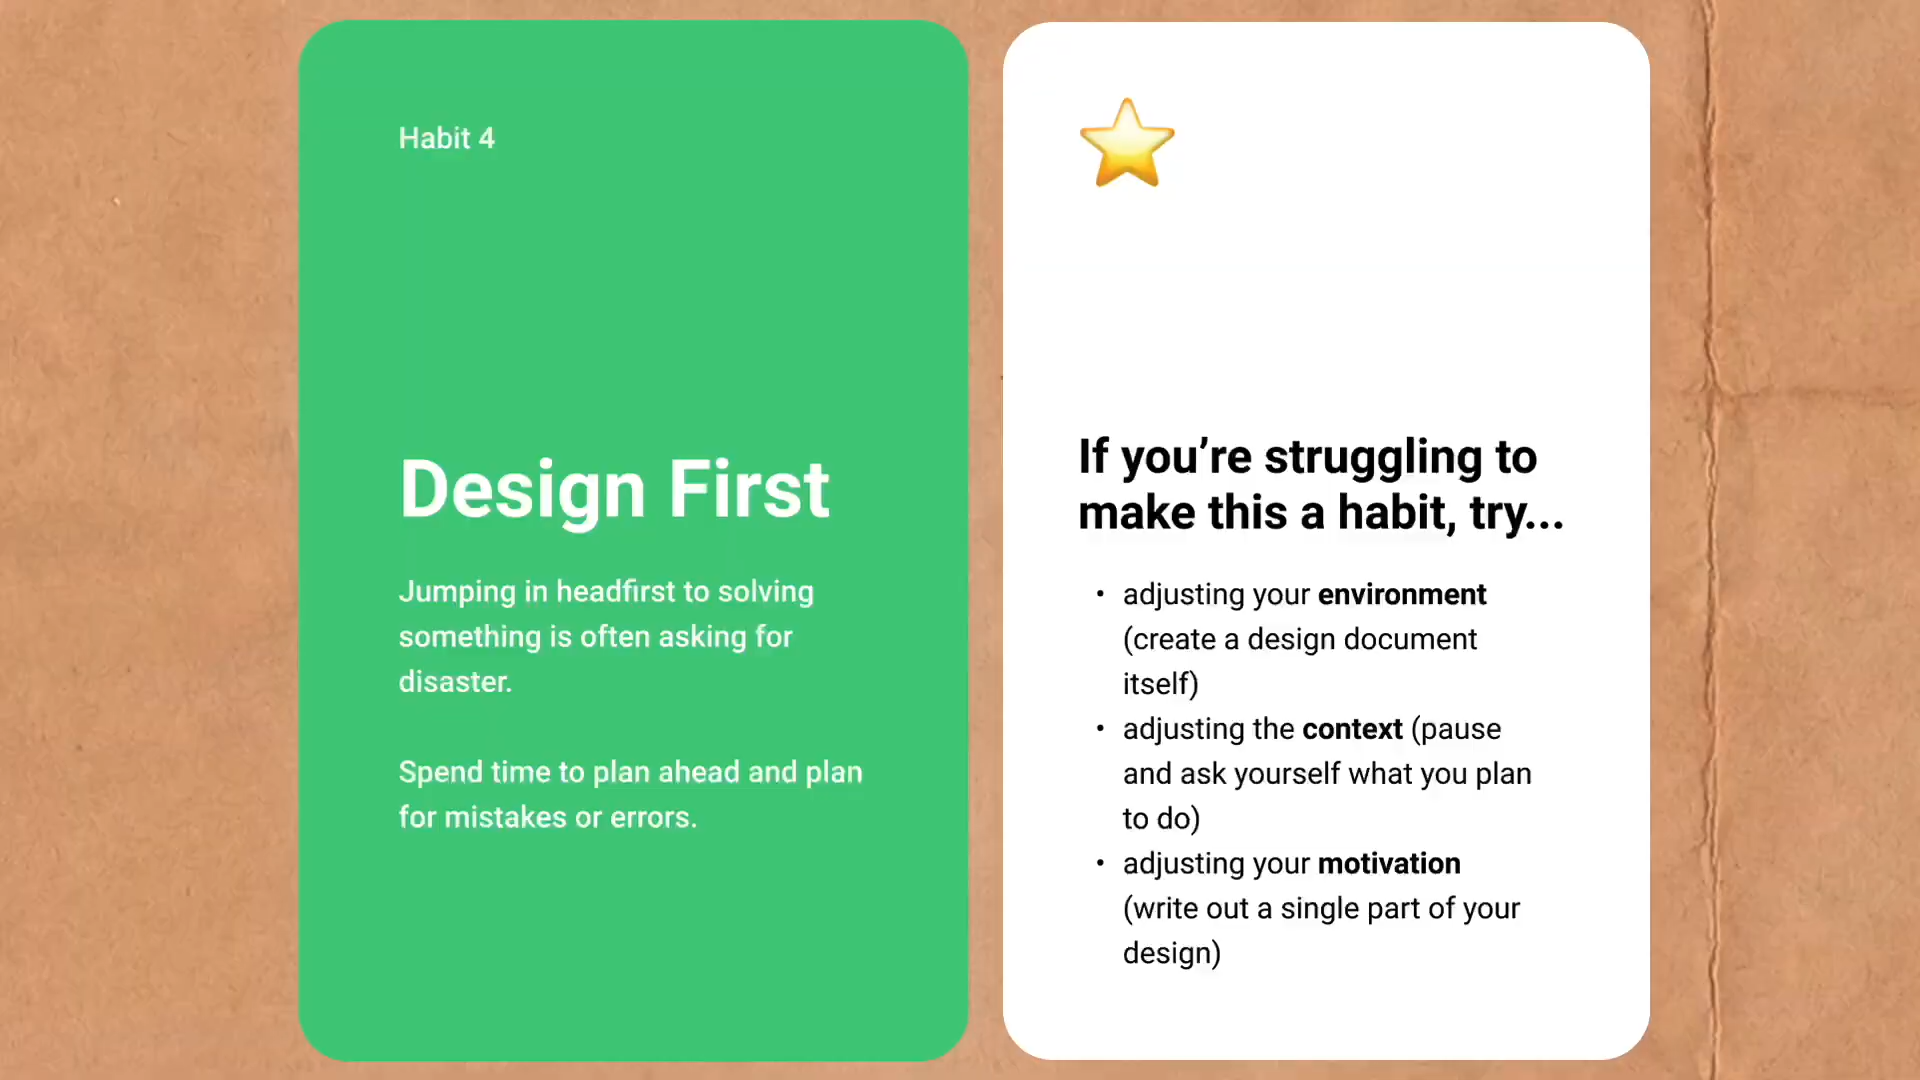 Habit 4
Design First
Jumping in headfirst to solving
something is often asking for
disaster.
Spend time to plan ahead and plan
for mistakes or errors.
If you’re struggling to
make this a habit, try...
• adjusting your environment
(create a design document
itself)
• adjusting the context (pause
and ask yourself what you plan
to do)
• adjusting your motivation
(write out a single part of your
design)